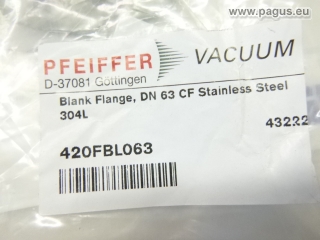 © www.pagus.eu
PFEIFFER VACUUM
D-37081 Göttingen
Blank Flange, DN 63 CF Stainless Steel
304L
43222
420FBL063